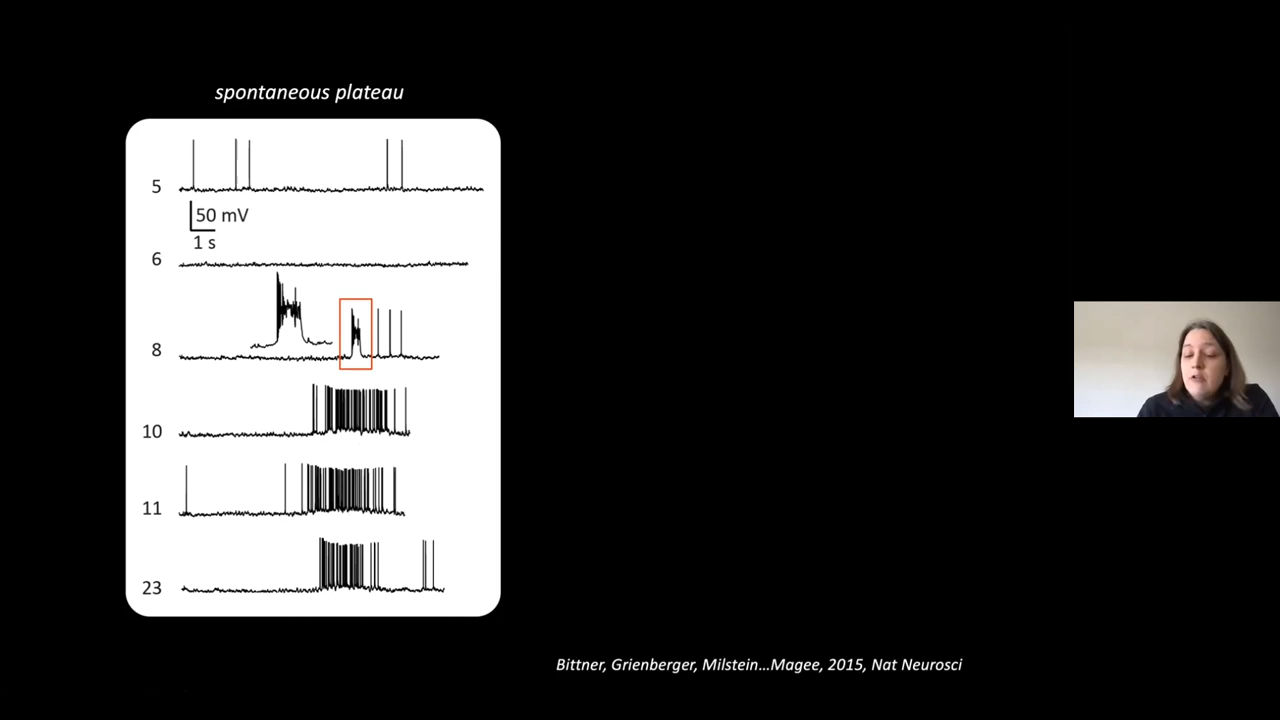 spontaneous plateau
5
50 mV
1 s
6
8
10
11
23
Bittner, Grienberger, Milstein...Magee, 2015, Nat Neurosci